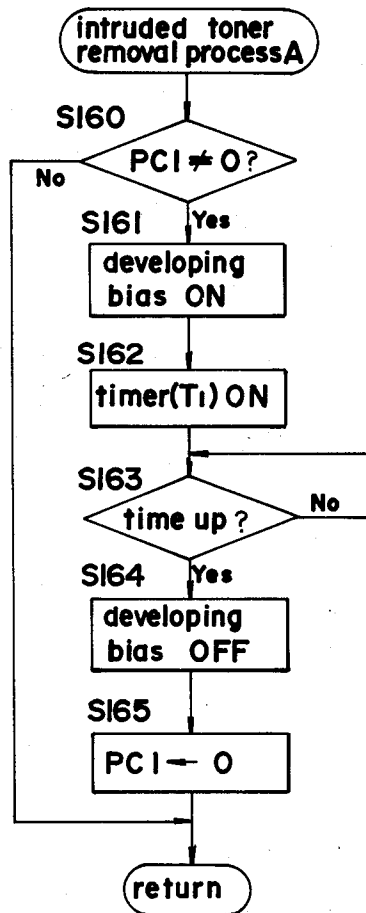 intruded toner
removal process A
S160
PC1 ≠ 0?
No
Yes
S161
developing
bias ON
S162
timer(T1) ON
S163
time up?
No
Yes
S164
developing
bias OFF
S165
PC1 ← 0
return